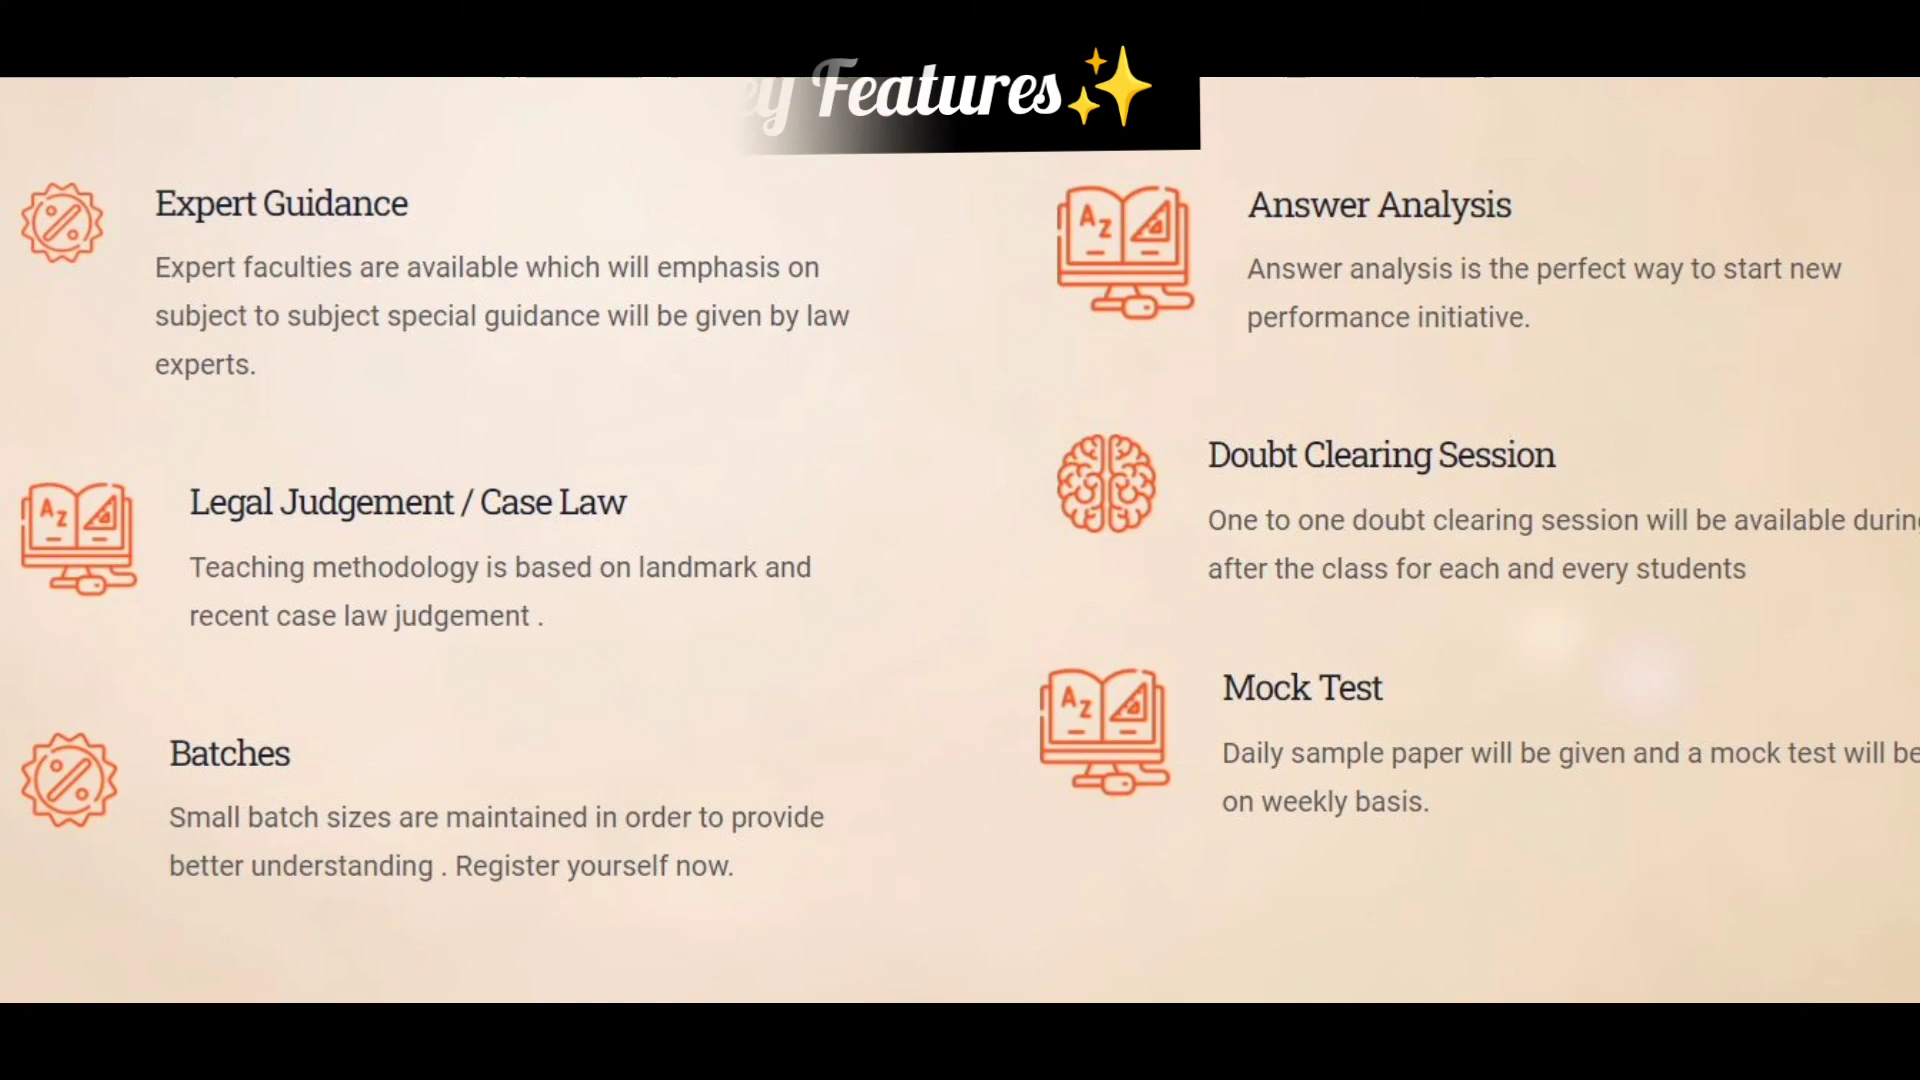 Features✨
Expert Guidance
Expert faculties are available which will emphasis on
subject to subject special guidance will be given by law
experts.
Legal Judgement / Case Law
Teaching methodology is based on landmark and
recent case law judgement .
Batches
Small batch sizes are maintained in order to provide
better understanding . Register yourself now.
Answer Analysis
Answer analysis is the perfect way to start new
performance initiative.
Doubt Clearing Session
One to one doubt clearing session will be available
after the class for each and every students
Mock Test
Daily sample paper will be given and a mock test will be
on weekly basis.